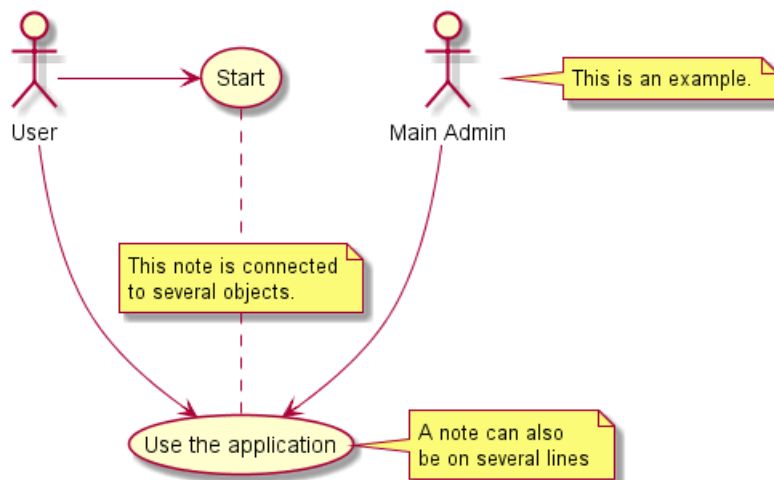 Start
This is an example.
User
Main Admin
This note is connected
to several objects.
Use the application
A note can also
be on several lines